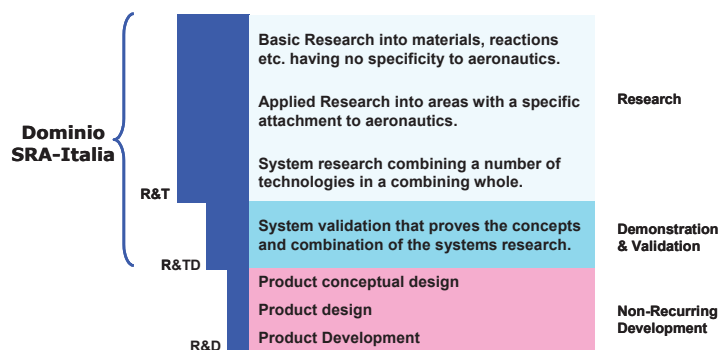 Basic Research into materials, reactions
etc. having no specificity to aeronautics.
Applied Research into areas with a specific
attachment to aeronautics.
System research combining a number of
technologies in a combining whole.
Research
Dominio
SRA-Italia
R&T
System validation that proves the concepts
and combination of the systems research.
Demonstration
& Validation
R&TD
Product conceptual design
Product design
Product Development
Non-Recurring
Development
R&D